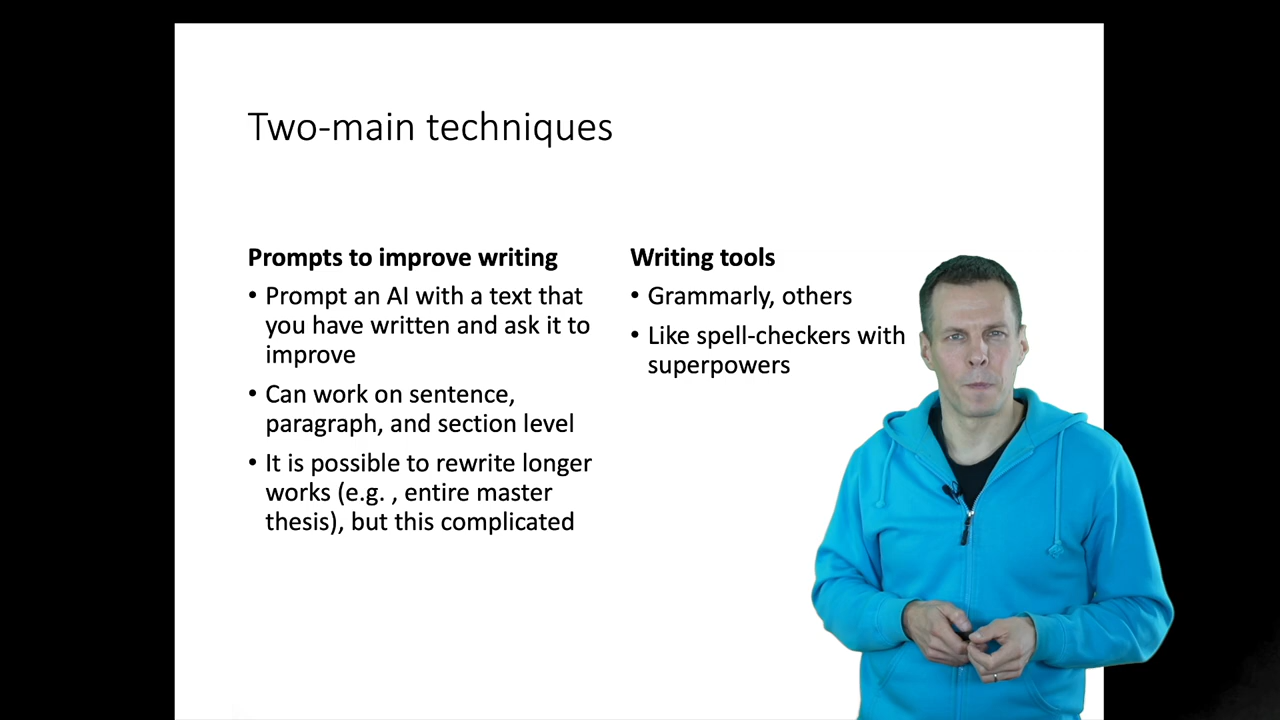 Two-main techniques
Prompts to improve writing
• Prompt an AI with a text that
you have written and ask it to
improve
• Can work on sentence,
paragraph, and section level
• It is possible to rewrite longer
works (e.g. , entire master
thesis), but this complicated
Writing tools
• Grammarly, others
• Like spell-checkers with
superpowers